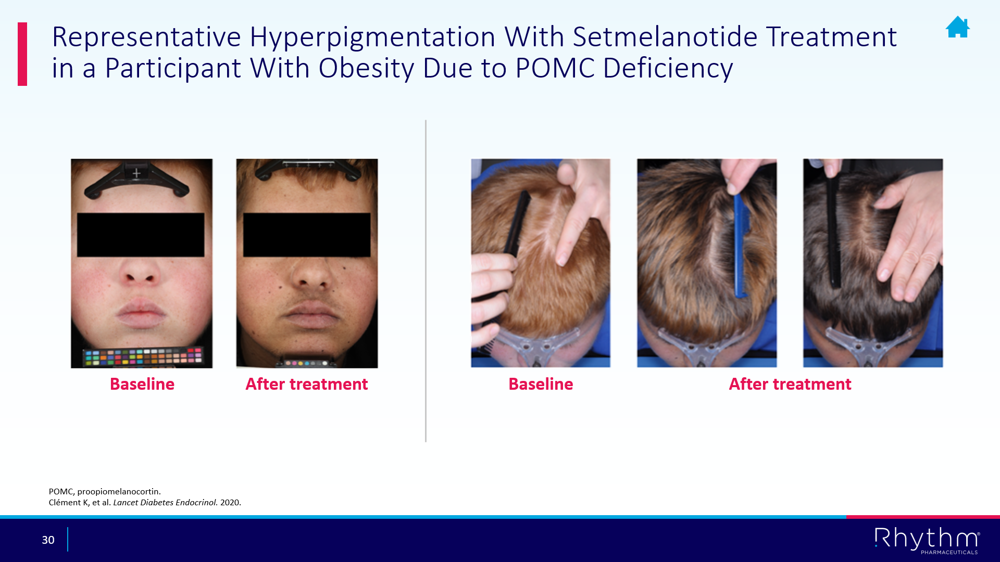 Representative Hyperpigmentation With Setmelanotide Treatment
in a Participant With Obesity Due to POMC Deficiency
Baseline
After treatment
Baseline
After treatment
POMC, proopiomelanocortin.
Clément K, et al. Lancet Diabetes Endocrinol. 2020.
30
Rhythm®
PHARMACEUTICALS